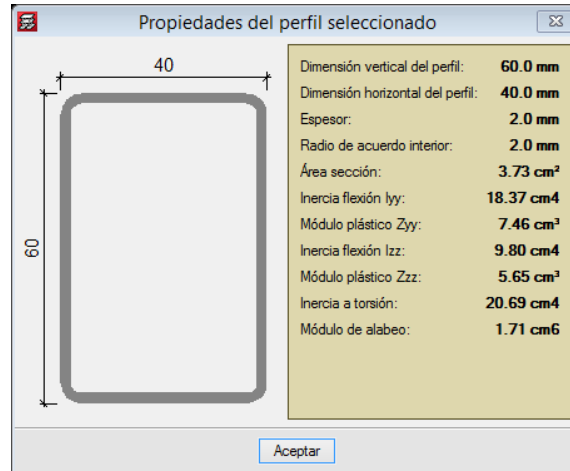 Propiedades del perfil seleccionado
40
60
Dimensión vertical del perfil: 60.0 mm
Dimensión horizontal del perfil: 40.0 mm
Espesor: 2.0 mm
Radio de acuerdo interior: 2.0 mm
Área sección: 3.73 cm²
Inercia flexión Iyy: 18.37 cm4
Módulo plástico Zyy: 7.46 cm³
Inercia flexión Izz: 9.80 cm4
Módulo plástico Zzz: 5.65 cm³
Inercia a torsión: 20.69 cm4
Módulo de alabeo: 1.71 cm6
Aceptar